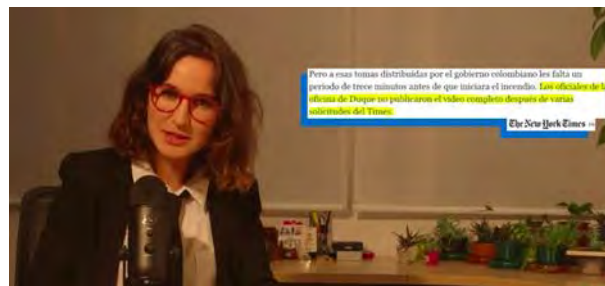 Pero a esas tomas distribuidas por el gobierno colombiano les falta un
periodo de trece minutos antes de que iniciara el incendio. Los oficiales de la
oficina de Duque no publicaron el video completo después de varias
solicitudes del Times.
The New York Times